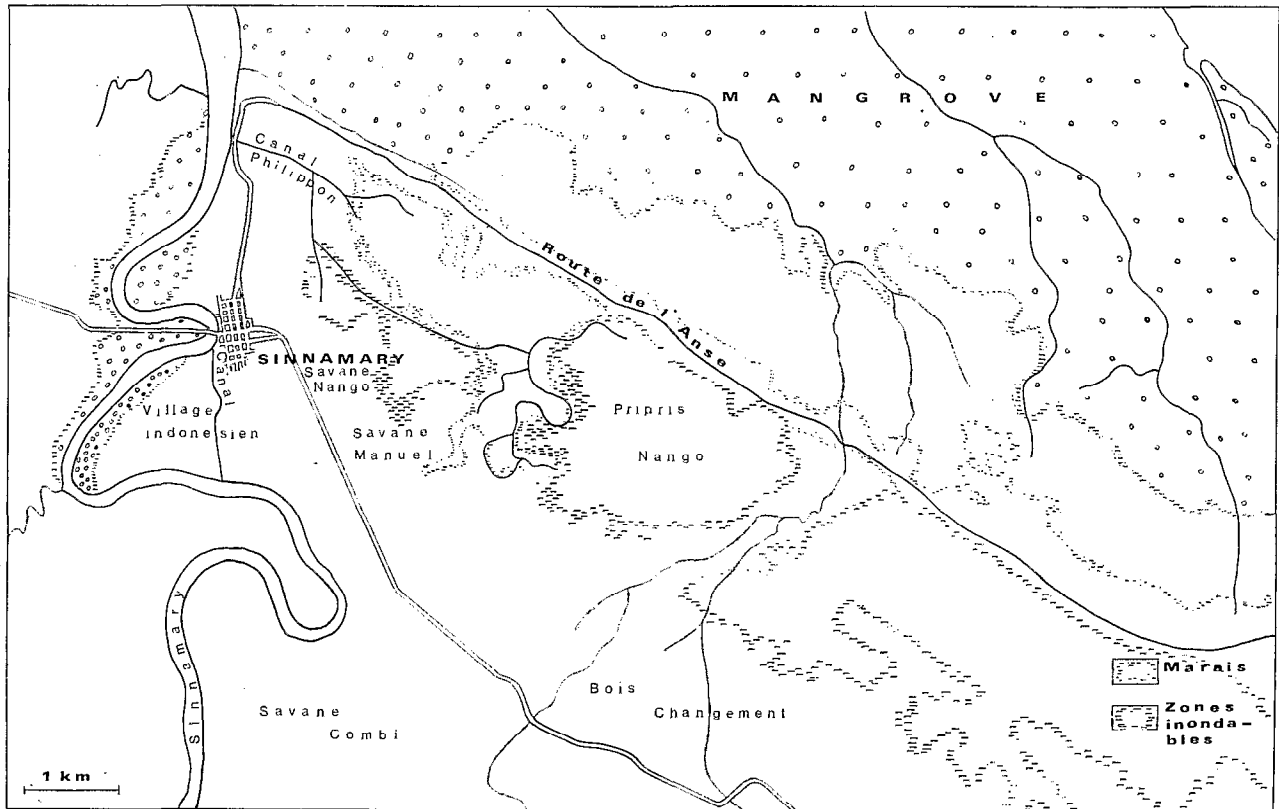 MANGROVE
Canal
Philippon
Route de l'Anse
SINNAMARY
Savane
Nango
Canal
Village
indonesien
Savane
Manuel
Pripris
Nango
Sinnamary
Bois
Changement
Savane
Combi
Marais
Zones
inonda–
bles
1 km